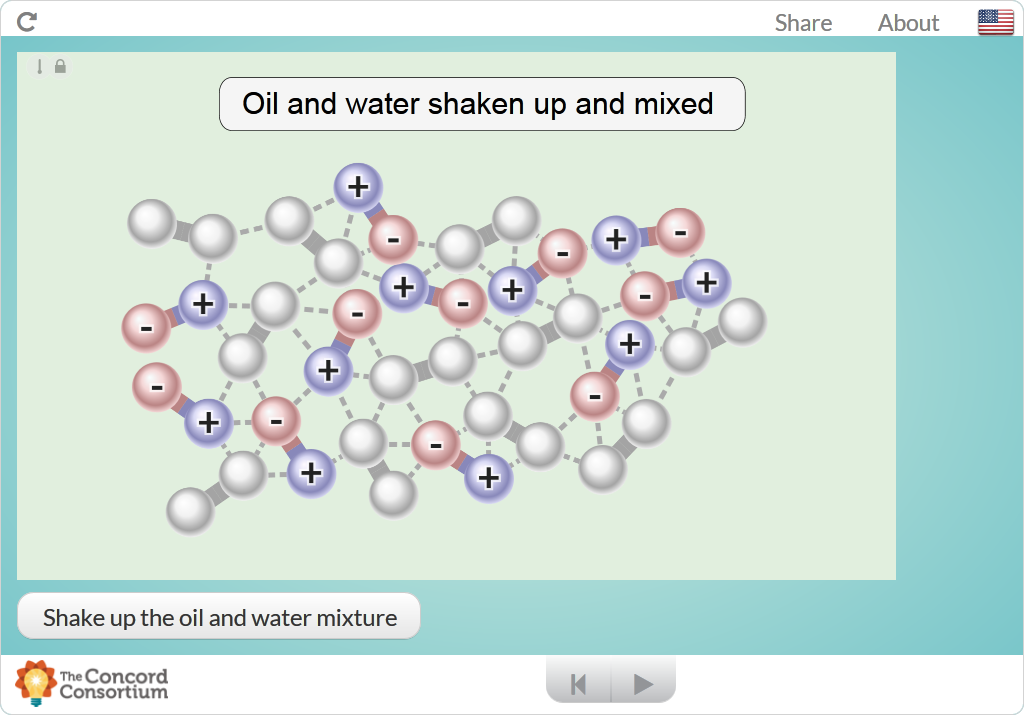 Share About
Oil and water shaken up and mixed
+
-
- + -
+ + -
+ - - +
- + -
+ -
- +
+ -
- +
+ -
+
Shake up the oil and water mixture
The Concord
Consortium